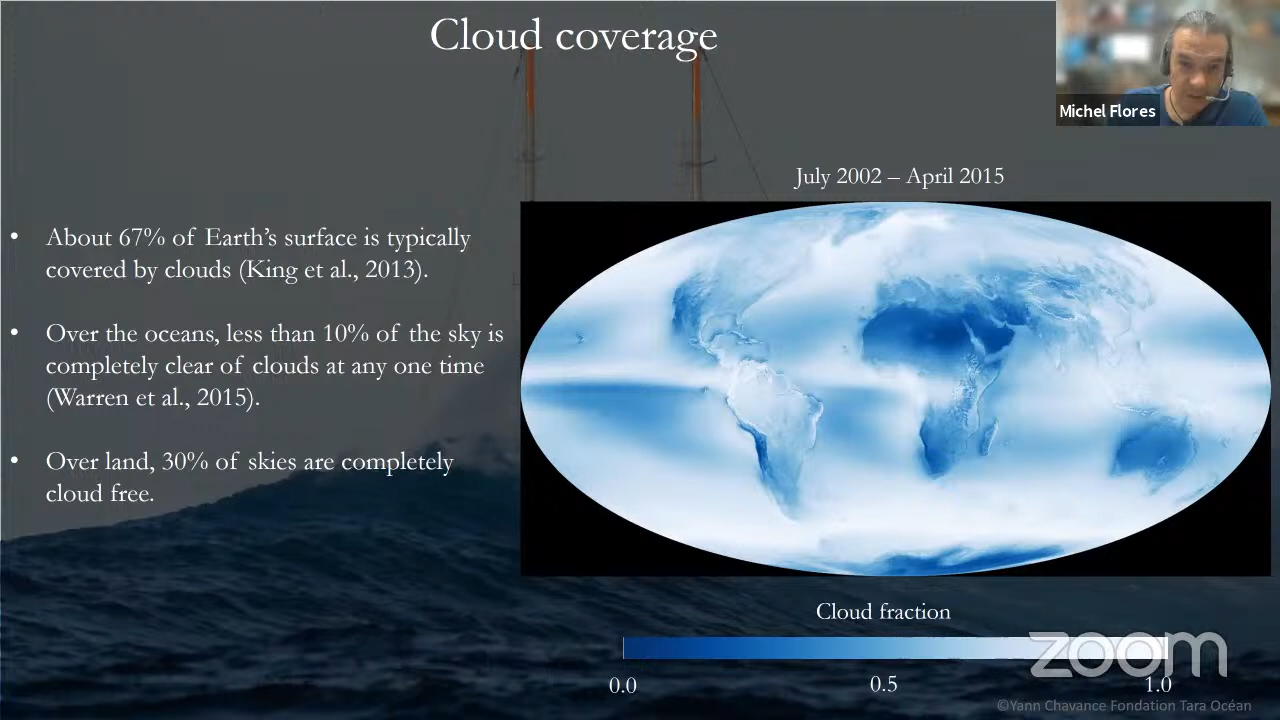 Cloud coverage
Michel Flores
July 2002 – April 2015
• About 67% of Earth's surface is typically
covered by clouds (King et al., 2013).
• Over the oceans, less than 10% of the sky is
completely clear of clouds at any one time
(Warren et al., 2015).
• Over land, 30% of skies are completely
cloud free.
Cloud fraction
zoom
0.0 0.5 1.0
©Yann Chavance Fondation Tara Océan